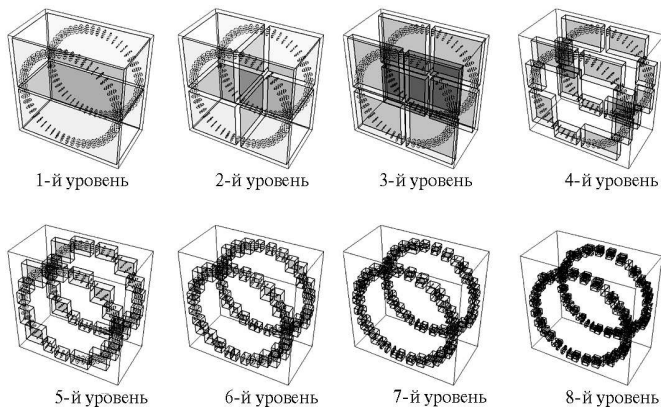 1-й уровень
2-й уровень
3-й уровень
4-й уровень
5-й уровень
6-й уровень
7-й уровень
8-й уровень